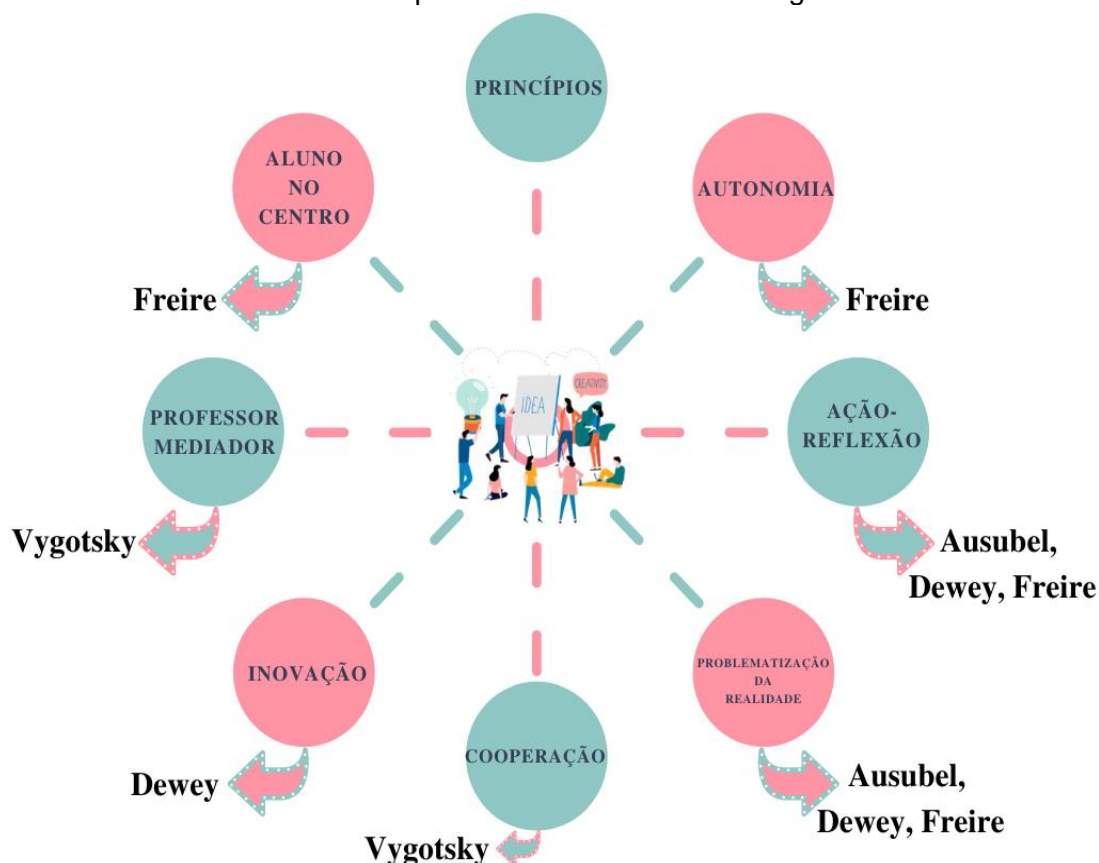 PRINCÍPIOS
ALUNO
NO
CENTRO
AUTONOMIA
Freire
Freire
PROFESSOR
MEDIADOR
IDEA
CREATIVITY
AÇÃO-
REFLEXÃO
Vygotsky
Ausubel,
Dewey, Freire
INOVAÇÃO
PROBLEMATIZAÇÃO
DA
REALIDADE
COOPERAÇÃO
Dewey
Ausubel,
Dewey, Freire
Vygotsky